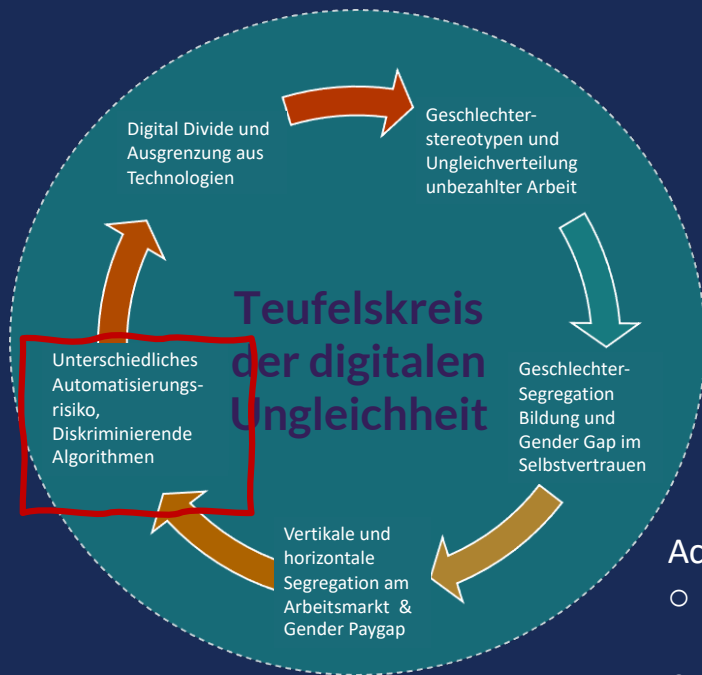 Digital Divide und
Ausgrenzung aus
Technologien
Geschlechter-
stereotypen und
Ungleichverteilung
unbezahlter Arbeit
Teufelskreis
der digitalen
Ungleichheit
Unterschiedliches
Automatisierungs-
risiko,
Diskriminierende
Algorithmen
Geschlechter-
Segregation
Bildung und
Gender Gap im
Selbstvertrauen
Vertikale und
horizontale
Segregation am
Arbeitsmarkt &
Gender Paygap